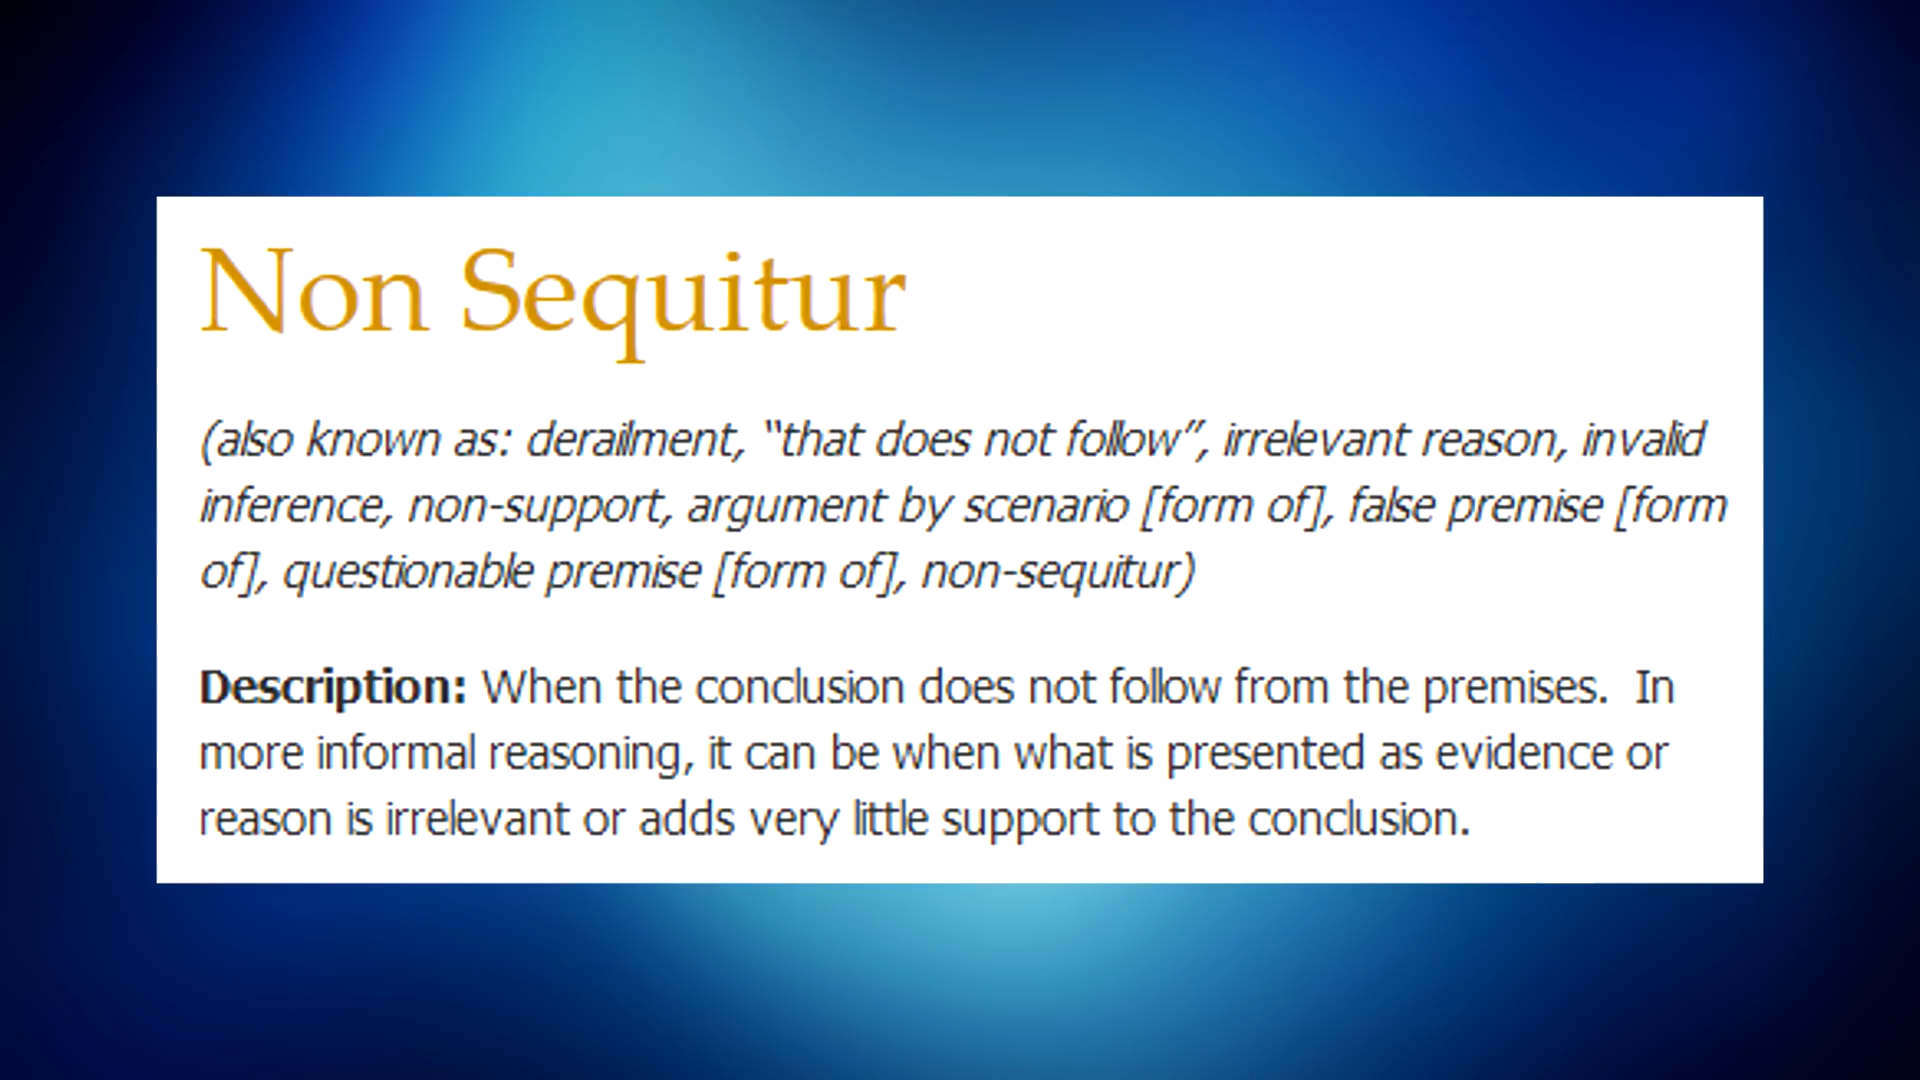 Non Sequitur
(also known as: derailment, “that does not follow”, irrelevant reason, invalid
inference, non-support, argument by scenario [form of], false premise [form
of], questionable premise [form of], non-sequitur)
Description: When the conclusion does not follow from the premises.  In
more informal reasoning, it can be when what is presented as evidence or
reason is irrelevant or adds very little support to the conclusion.